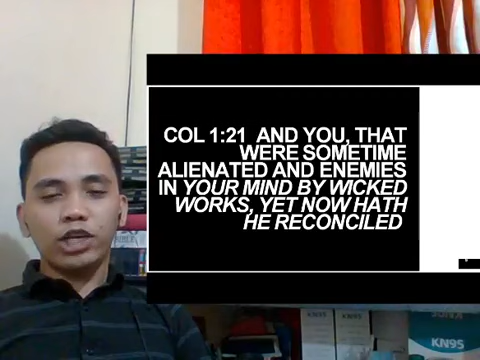 COL 1:21 AND YOU, THAT
WERE SOMETIME
ALIENATED AND ENEMIES
IN YOUR MIND BY WICKED
WORKS, YET NOW HATH
HE RECONCILED
KN95
KN95